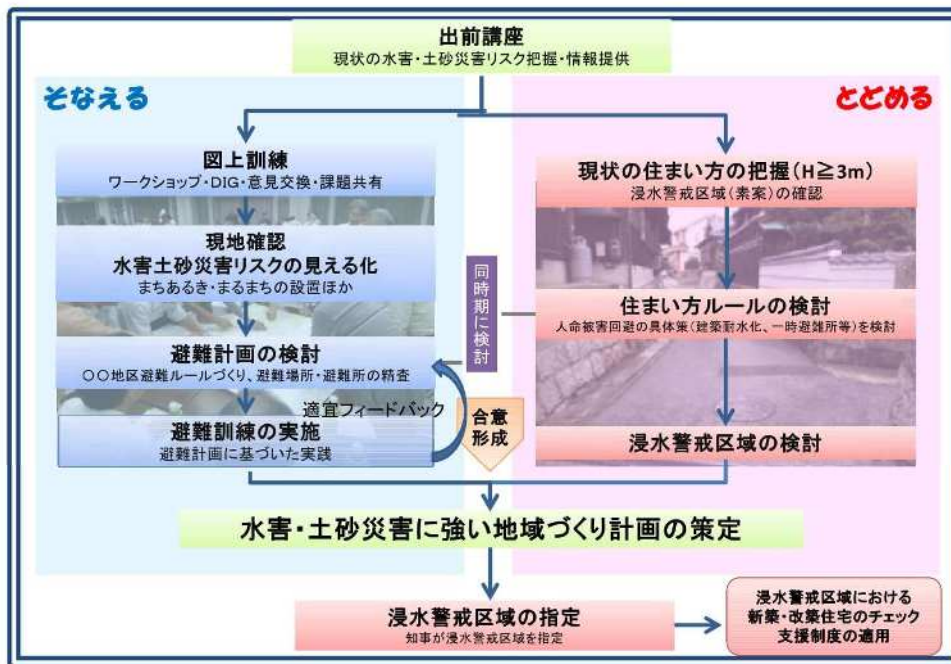 出前講座
現状の水害・土砂災害リスク把握・情報提供
そなえる
とどめる
図上訓練
ワークショップ・DIG・意見交換・課題共有
現地確認
水害土砂災害リスクの見える化
まちあるき・まるまちの設置ほか
避難計画の検討
〇〇地区避難ルールづくり、避難場所・避難所の精査
適宜フィードバック
避難訓練の実施
避難計画に基づいた実践
同時期に検討
合意
形成
現状の住まい方の把握(H≧3m)
浸水警戒区域(素案)の確認
住まい方ルールの検討
人命被害回避の具体策(建築耐水化、一時避難所等)を検討
浸水警戒区域の検討
水害・土砂災害に強い地域づくり計画の策定
浸水警戒区域の指定
知事が浸水警戒区域を指定
浸水警戒区域における
新築・改築住宅のチェック
支援制度の適用